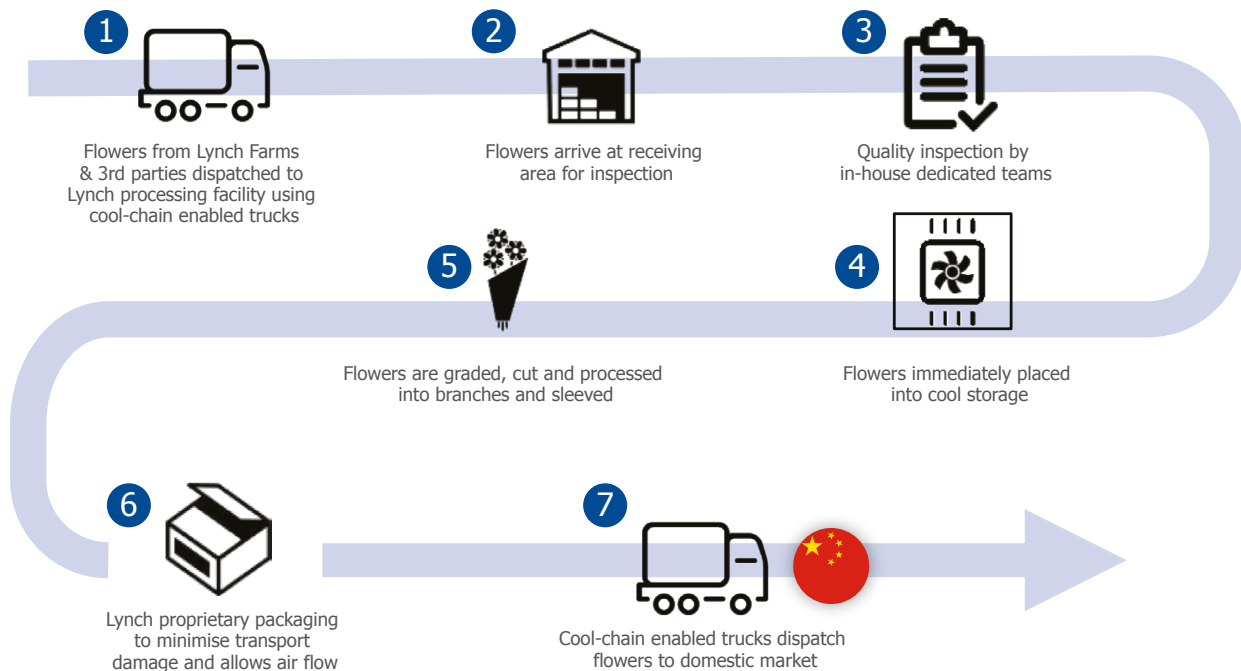 1
Flowers from Lynch Farms
& 3rd parties dispatched to
Lynch processing facility using
cool-chain enabled trucks
2
Flowers arrive at receiving
area for inspection
3
Quality inspection by
in-house dedicated teams
4
Flowers immediately placed
into cool storage
5
Flowers are graded, cut and processed
into branches and sleeved
6
Lynch proprietary packaging
to minimise transport
damage and allows air flow
7
Cool-chain enabled trucks dispatch
flowers to domestic market